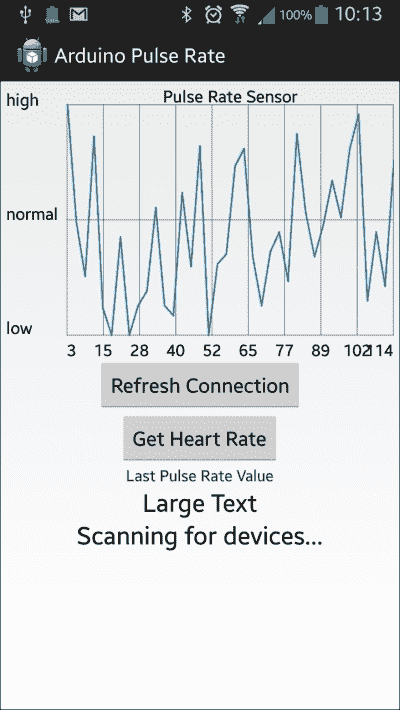 100% 10:13
Arduino Pulse Rate
Pulse Rate Sensor
high
normal
low
3 15 28 40 52 65 77 89 102 114
Refresh Connection
Get Heart Rate
Last Pulse Rate Value
Large Text
Scanning for devices...